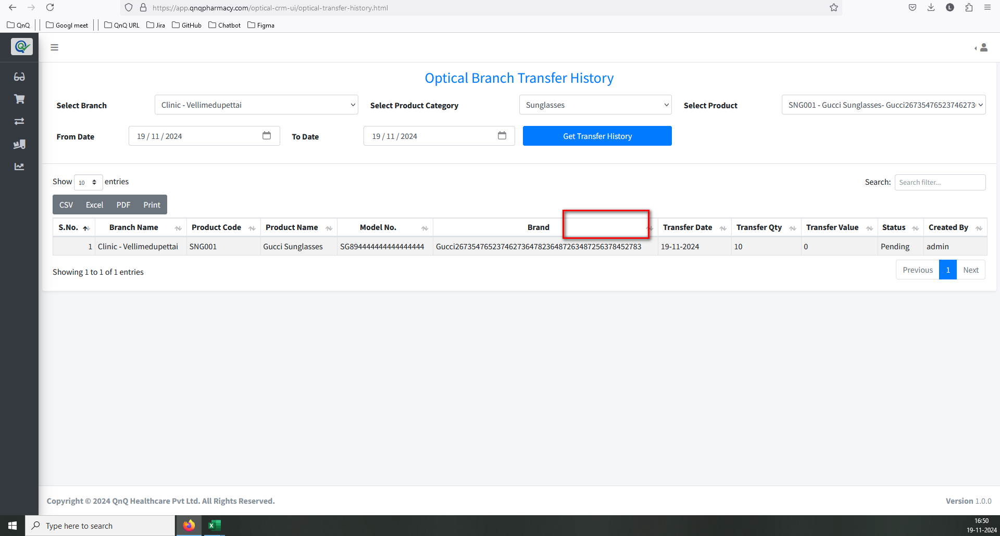 https://app.qnqpharmacy.com/optical-crm-ui/optical-transfer-history.html
L
QnQ Googl meet QnQ URL Jira GitHub Chatbot Figma
Optical Branch Transfer History
Select Branch Clinic - Vellimedupettai Select Product Category Sunglasses Select Product SNG001 - Gucci Sunglasses- Gucci26735476523746273
From Date 19 / 11 / 2024 To Date 19 / 11 / 2024 Get Transfer History
Show 10 entries Search: Search filter...
CSV Excel PDF Print
S.No. Branch Name Product Code Product Name Model No. Brand Transfer Date Transfer Qty Transfer Value Status Created By
1 Clinic - Vellimedupettai SNG001 Gucci Sunglasses SG894444444444444444 Gucci26735476523746273647823648726348725637845​2783 19-11-2024 10 0 Pending admin
Showing 1 to 1 of 1 entries Previous 1 Next
Copyright © 2024 QnQ Healthcare Pvt Ltd. All Rights Reserved. Version 1.0.0
Type here to search
16:50
19-11-2024